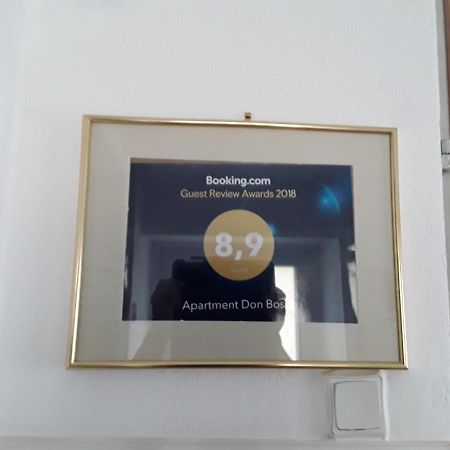 Booking.com
Guest Review Awards 2018
8,9
Apartment Don Bos